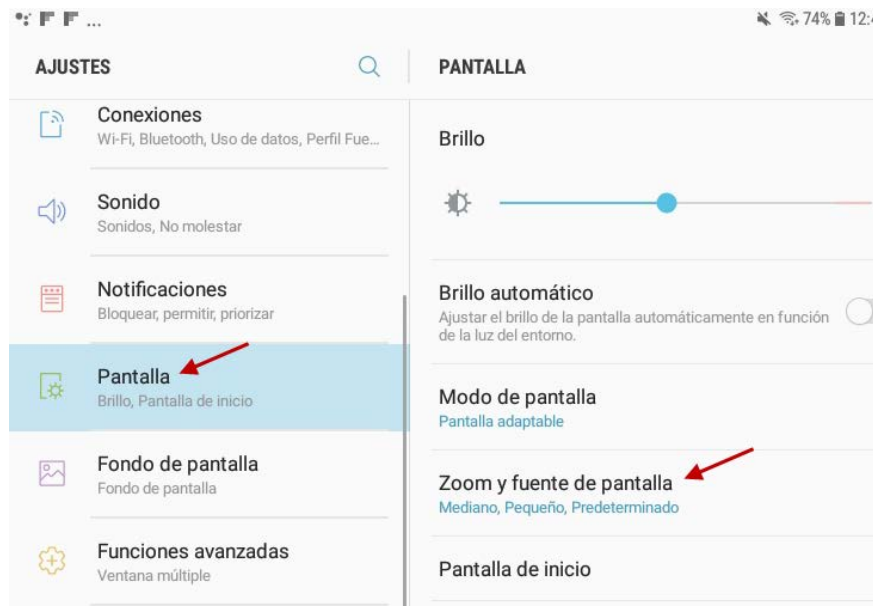 ... 74% 12:4
AJUSTES
Conexiones
Wi-Fi, Bluetooth, Uso de datos, Perfil Fue...
Sonido
Sonidos, No molestar
Notificaciones
Bloquear, permitir, priorizar
Pantalla
Brillo, Pantalla de inicio
Fondo de pantalla
Fondo de pantalla
Funciones avanzadas
Ventana múltiple
PANTALLA
Brillo
Brillo automático
Ajustar el brillo de la pantalla automáticamente en función
de la luz del entorno.
Modo de pantalla
Pantalla adaptable
Zoom y fuente de pantalla
Mediano, Pequeño, Predeterminado
Pantalla de inicio